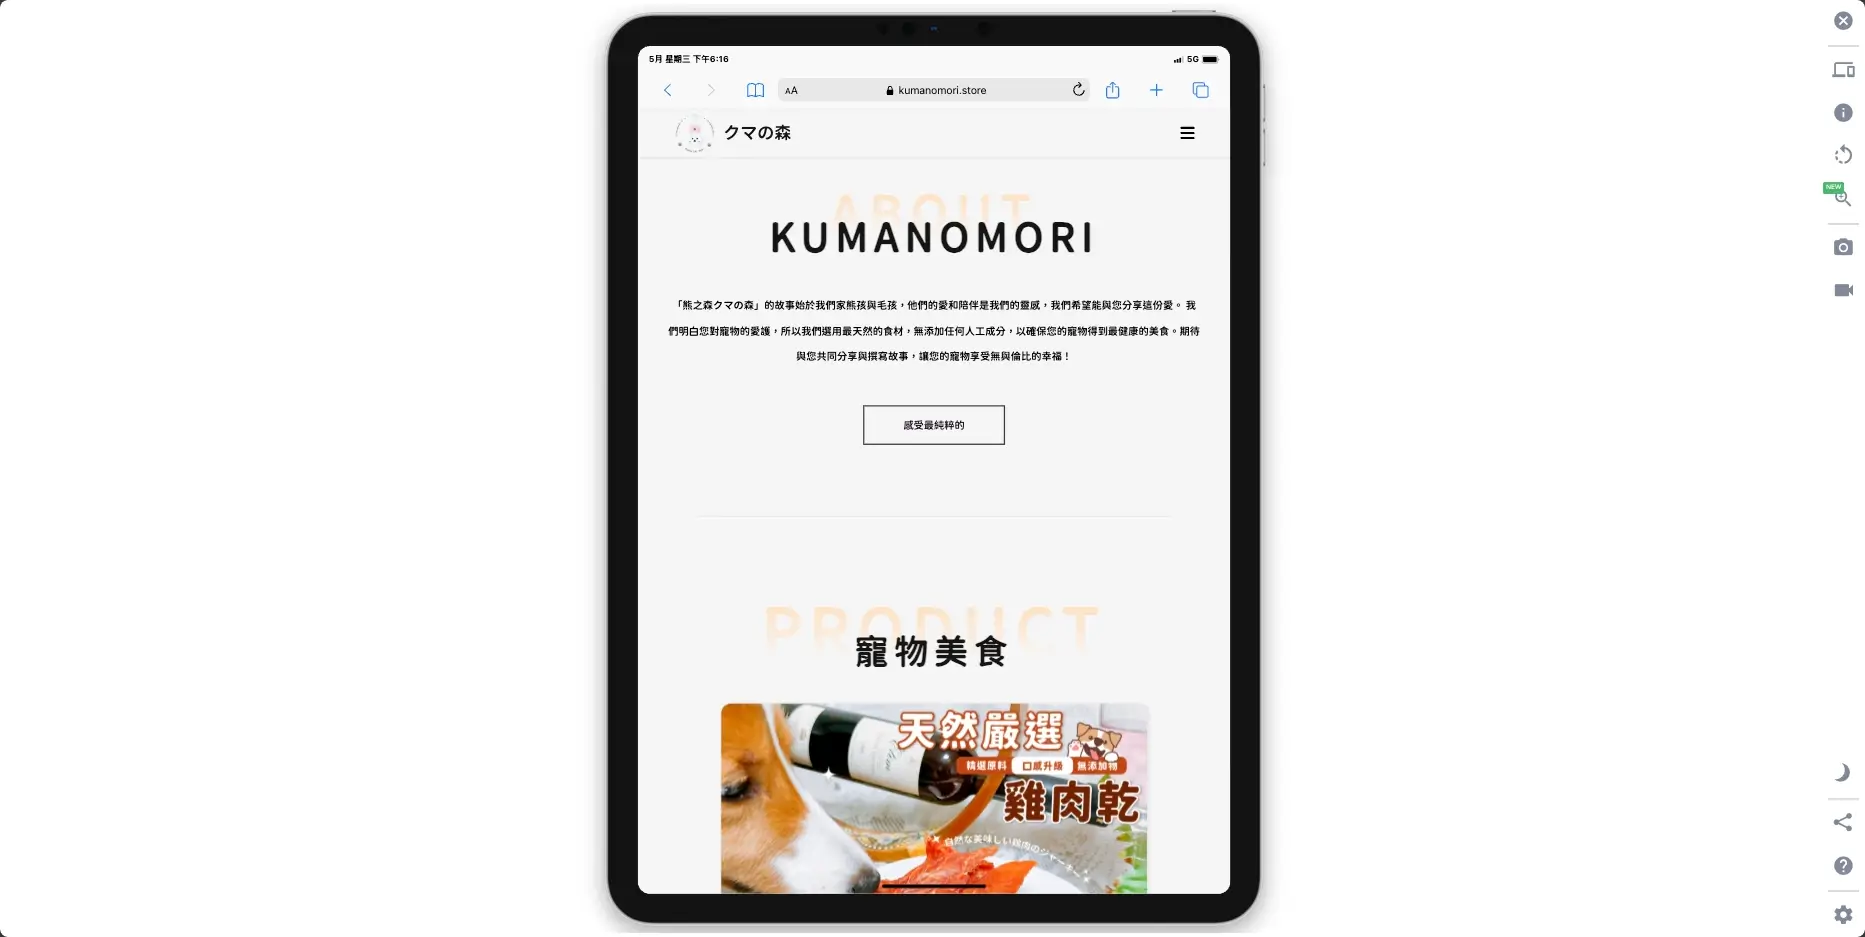 5月 星期三 下午6:16
5G
AA
kumanomori.store
クマの森
ABOUT
KUMANOMORI
「熊之森クマの森」的故事始於我們家熊孩與毛孩，他們的愛和陪伴是我們的靈感，我們希望能與您分享這份愛。 我
們明白您對寵物的愛護，所以我們選用最天然的食材，無添加任何人工成分，以確保您的寵物得到最健康的美食。期待
與您共同分享與撰寫故事，讓您的寵物享受無與倫比的幸福！
感受最純粹的
PRODUCT
寵物美食
天然嚴選
精選原料 口感升級 無添加物
雞肉乾
自然な美味しい鶏肉のジャーキー
NEW